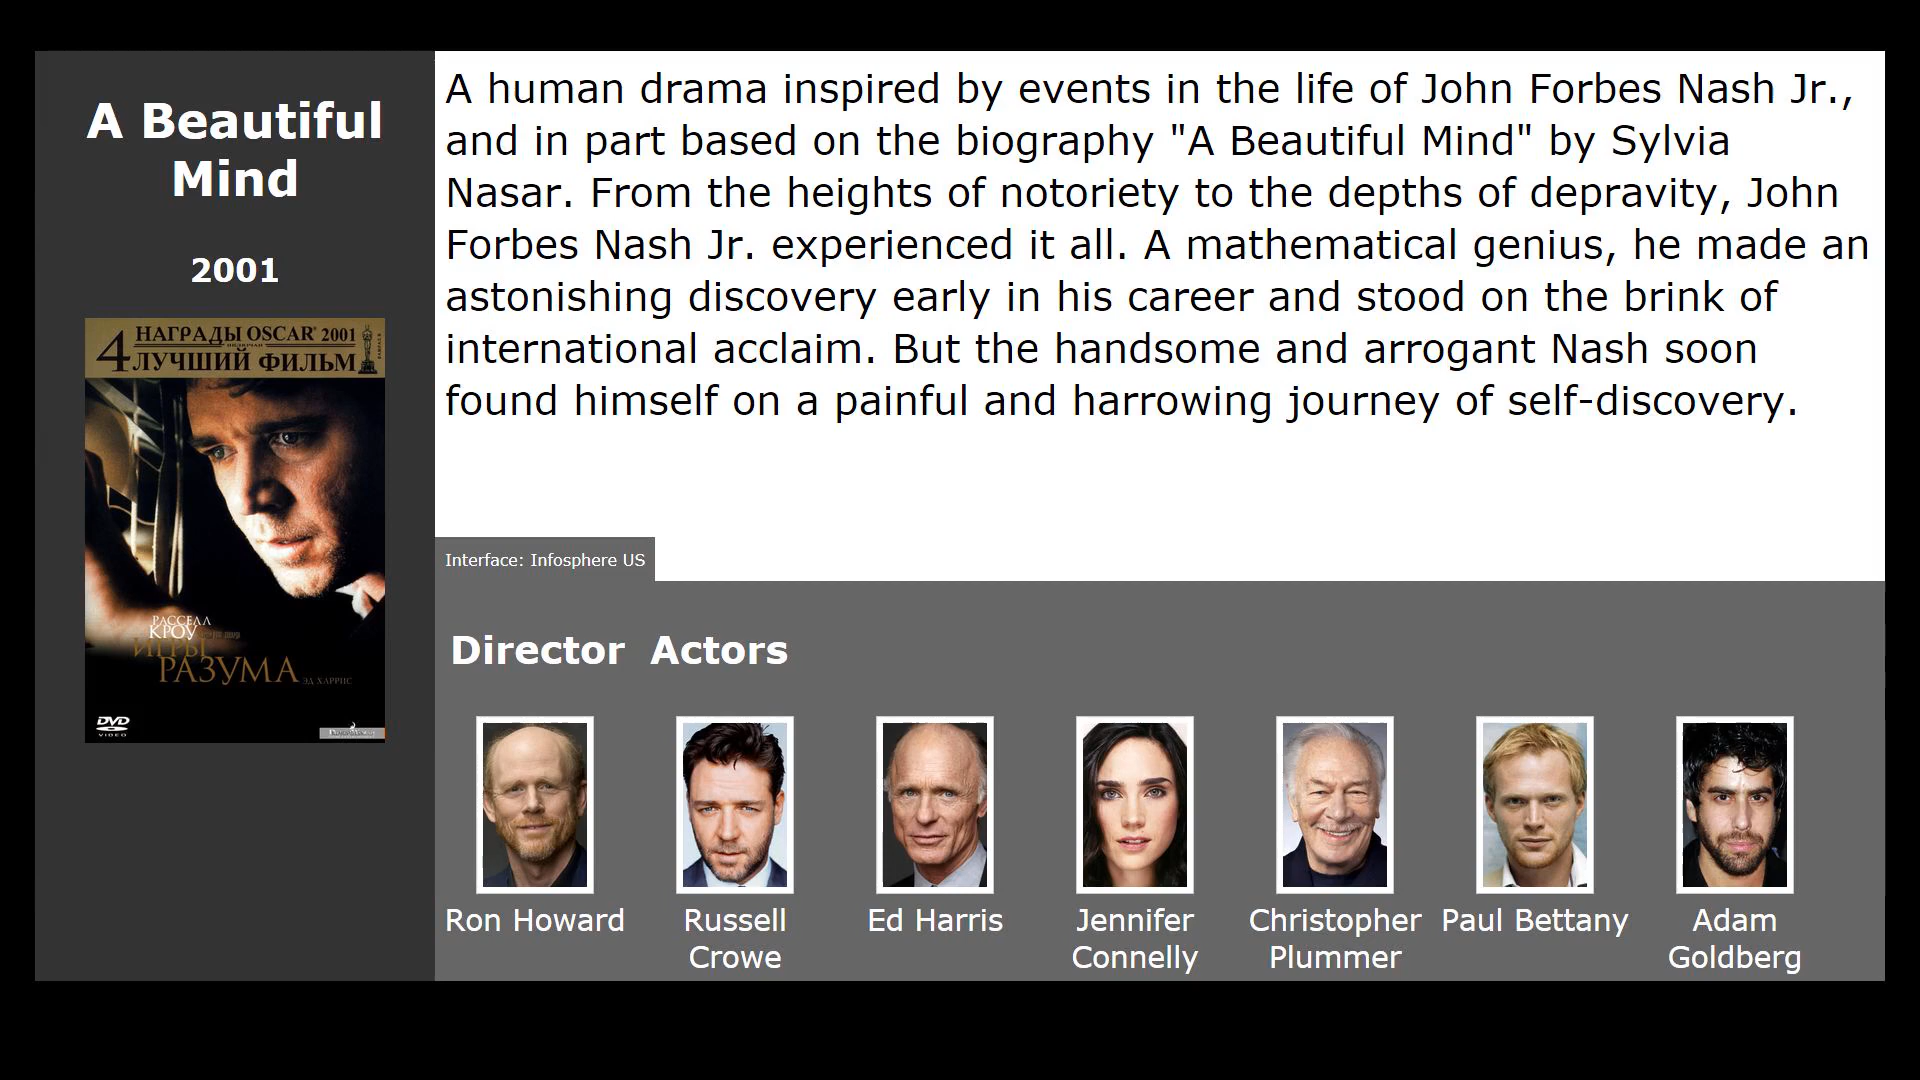 A Beautiful
Mind
2001
4 НАГРАДЫ OSCAR® 2001
ВКЛЮЧАЯ
ЛУЧШИЙ ФИЛЬМ
РАССЕЛЛ
КРОУ
ИГРЫ
РАЗУМА
ЭД ХАРРИС
DVD
VIDEO
A human drama inspired by events in the life of John Forbes Nash Jr.,
and in part based on the biography "A Beautiful Mind" by Sylvia
Nasar. From the heights of notoriety to the depths of depravity, John
Forbes Nash Jr. experienced it all. A mathematical genius, he made an
astonishing discovery early in his career and stood on the brink of
international acclaim. But the handsome and arrogant Nash soon
found himself on a painful and harrowing journey of self-discovery.
Interface: Infosphere US
Director Actors
Ron Howard
Russell
Crowe
Ed Harris
Jennifer
Connelly
Christopher
Plummer
Paul Bettany
Adam
Goldberg